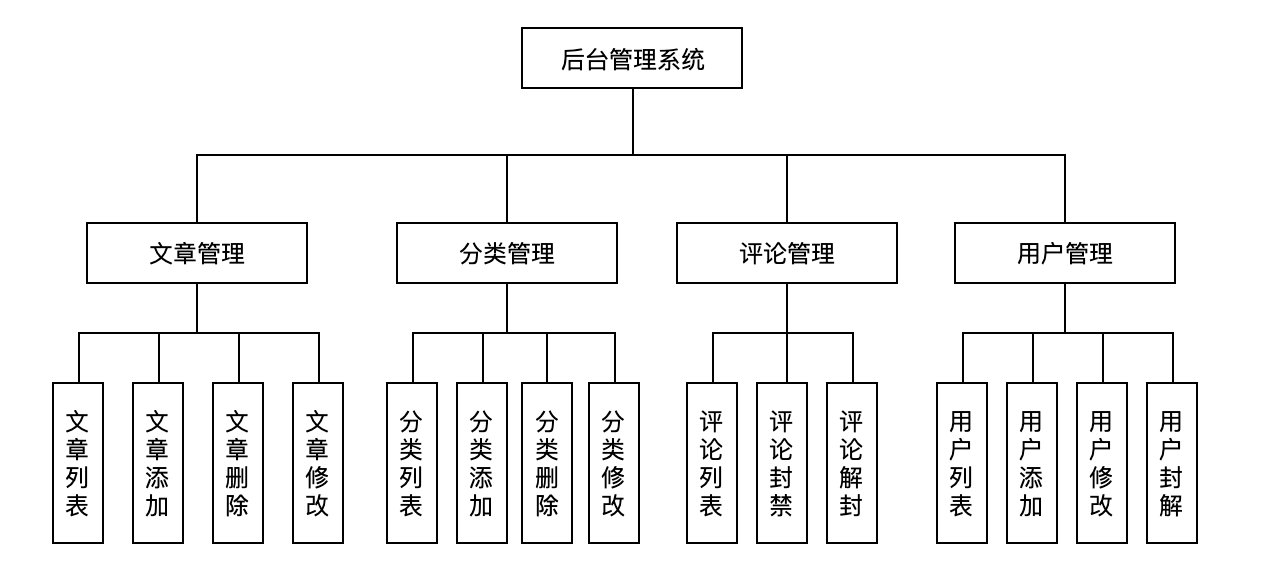 后台管理系统
文章管理
分类管理
评论管理
用户管理
文章列表
文章添加
文章删除
文章修改
分类列表
分类添加
分类删除
分类修改
评论列表
评论封禁
评论解封
用户列表
用户添加
用户修改
用户封解